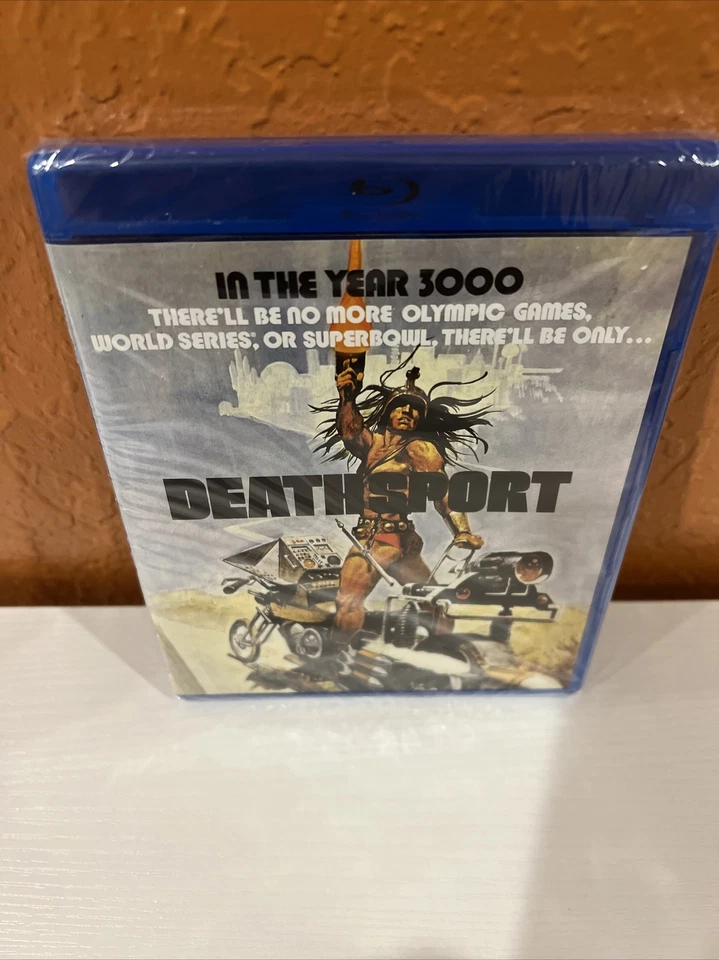 IN THE YEAR 3000
THERE'LL BE NO MORE OLYMPIC GAMES,
WORLD SERIES, OR SUPERBOWL, THERE'LL BE ONLY...
DEATHSPORT